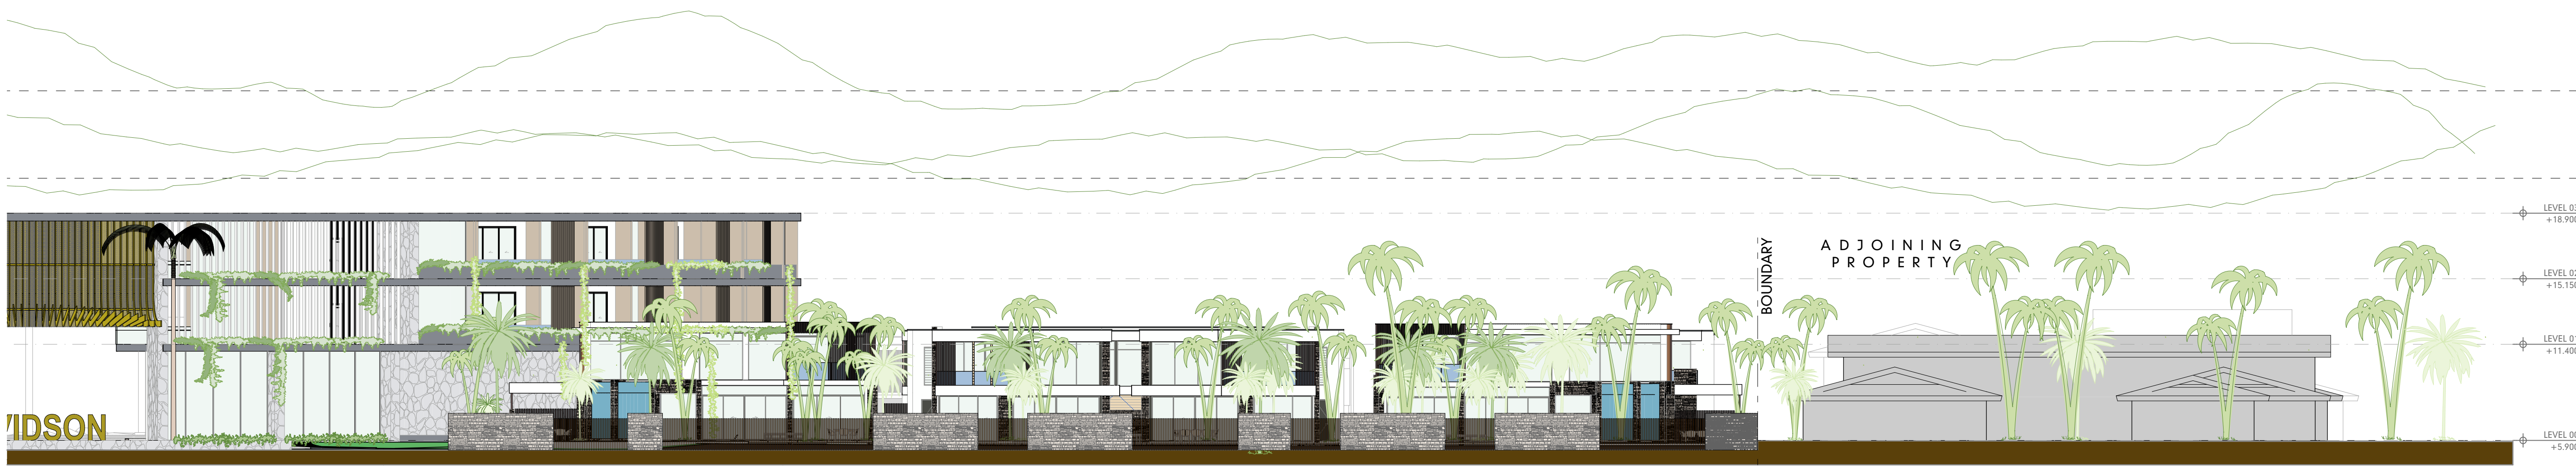 LEVEL 03
+18.900
ADJOINING
PROPERTY
BOUNDARY
LEVEL 02
+15.150
LEVEL 01
+11.400
VIDSON
LEVEL 00
+5.900